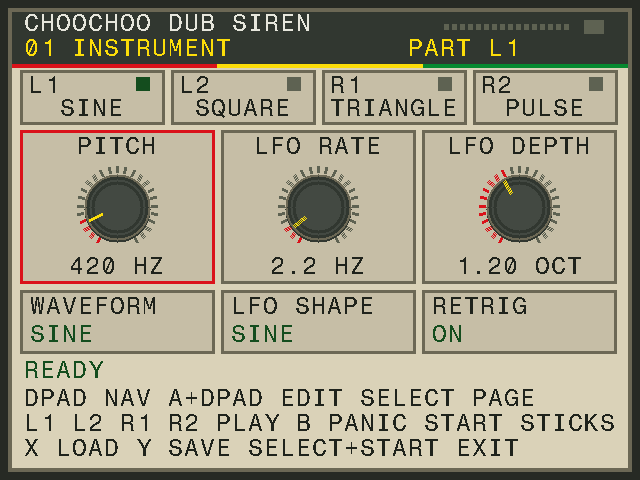 CHOOCHOO DUB SIREN
01 INSTRUMENT PART L1
L1 L2 R1 R2
SINE SQUARE TRIANGLE PULSE
PITCH LFO RATE LFO DEPTH
420 HZ 2.2 HZ 1.20 OCT
WAVEFORM LFO SHAPE RETRIG
SINE SINE ON
READY
DPAD NAV A+DPAD EDIT SELECT PAGE
L1 L2 R1 R2 PLAY B PANIC START STICKS
X LOAD Y SAVE SELECT+START EXIT